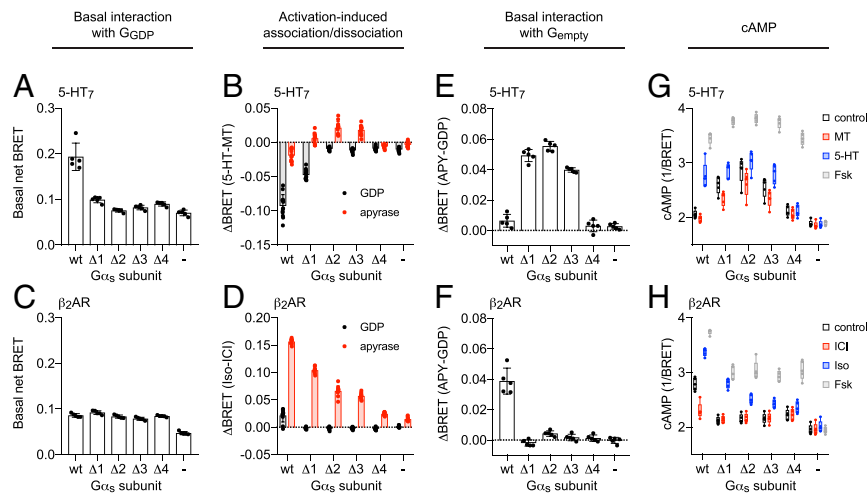 Basal interaction
with GGDP
Activation-induced
association/dissociation
Basal interaction
with Gempty
cAMP
A
5-HT7
Basal net BRET
0.3
0.2
0.1
0.0
wt Δ1 Δ2 Δ3 Δ4 -
Gαs subunit
B
5-HT7
ΔBRET (5-HT-MT)
0.05
0.00
-0.05
-0.10
-0.15
GDP
apyrase
wt Δ1 Δ2 Δ3 Δ4 -
Gαs subunit
E
5-HT7
ΔBRET (APY-GDP)
0.08
0.06
0.04
0.02
0.00
wt Δ1 Δ2 Δ3 Δ4 -
Gαs subunit
G
5-HT7
cAMP (1/BRET)
4
3
2
control
MT
5-HT
Fsk
wt Δ1 Δ2 Δ3 Δ4 -
Gαs subunit
C
β2AR
Basal net BRET
0.3
0.2
0.1
0.0
wt Δ1 Δ2 Δ3 Δ4 -
Gαs subunit
D
β2AR
ΔBRET (Iso-ICI)
0.20
0.15
0.10
0.05
0.00
-0.05
GDP
apyrase
wt Δ1 Δ2 Δ3 Δ4 -
Gαs subunit
F
β2AR
ΔBRET (APY-GDP)
0.08
0.06
0.04
0.02
0.00
wt Δ1 Δ2 Δ3 Δ4 -
Gαs subunit
H
β2AR
cAMP (1/BRET)
4
3
2
control
ICI
Iso
Fsk
wt Δ1 Δ2 Δ3 Δ4 -
Gαs subunit